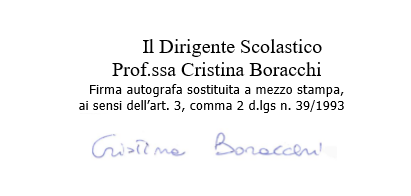 Il Dirigente Scolastico
Prof.ssa Cristina Boracchi
Firma autografa sostituita a mezzo stampa,
ai sensi dell'art. 3, comma 2 d.lgs n. 39/1993
Cristina Boracchi